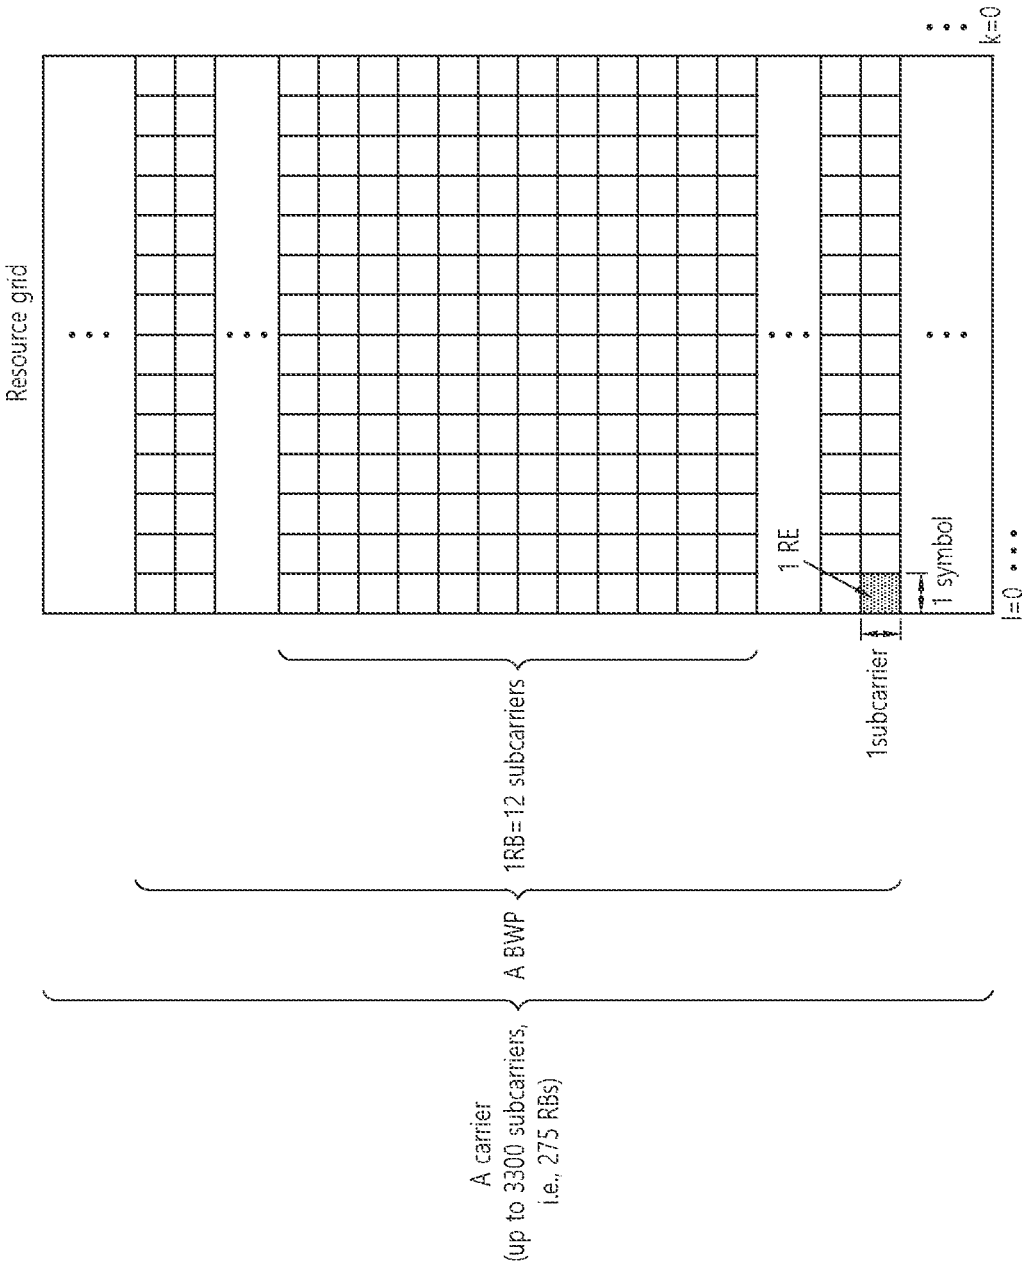 Resource grid
A carrier
(up to 3300 subcarriers,
i.e., 275 RBs)
A BWP
1RB=12 subcarriers
1 RE
1subcarrier
1 symbol
k=0
l=0